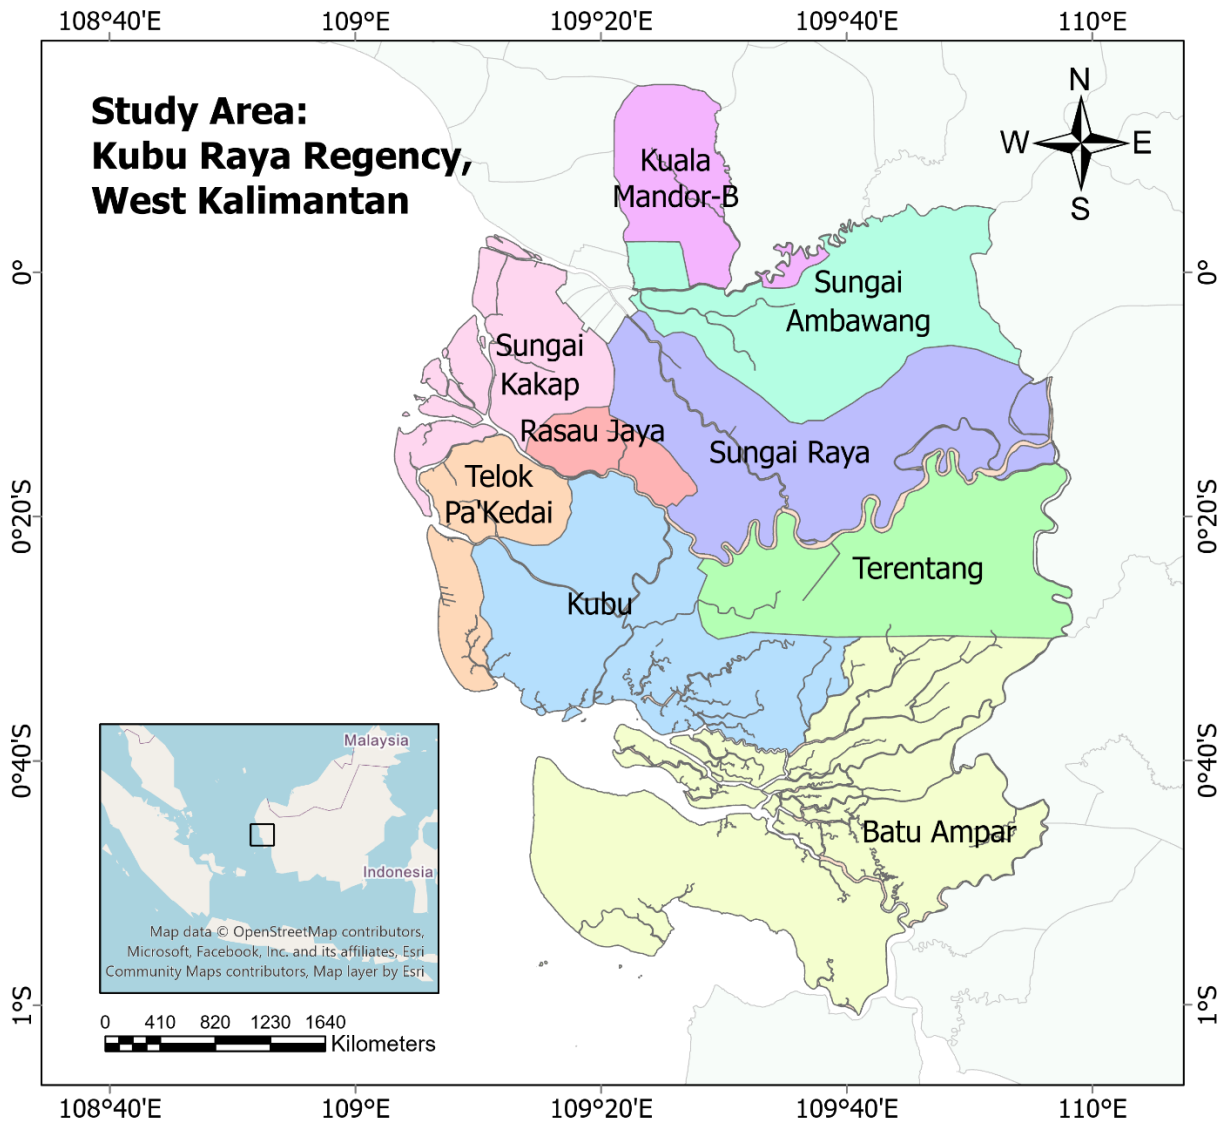 108°40'E 109°E 109°20'E 109°40'E 110°E
Study Area:
Kubu Raya Regency,
West Kalimantan
N
W E
S
Kuala
Mandor-B
0° 0°
Sungai
Ambawang
Sungai
Kakap
Rasau Jaya
Sungai Raya
Telok
Pa'Kedai
0°20'S 0°20'S
Terentang
Kubu
0°40'S 0°40'S
Batu Ampar
Malaysia
Indonesia
Map data © OpenStreetMap contributors,
Microsoft, Facebook, Inc. and its affiliates, Esri
Community Maps contributors, Map layer by Esri
1°S 1°S
0 410 820 1230 1640
Kilometers
108°40'E 109°E 109°20'E 109°40'E 110°E